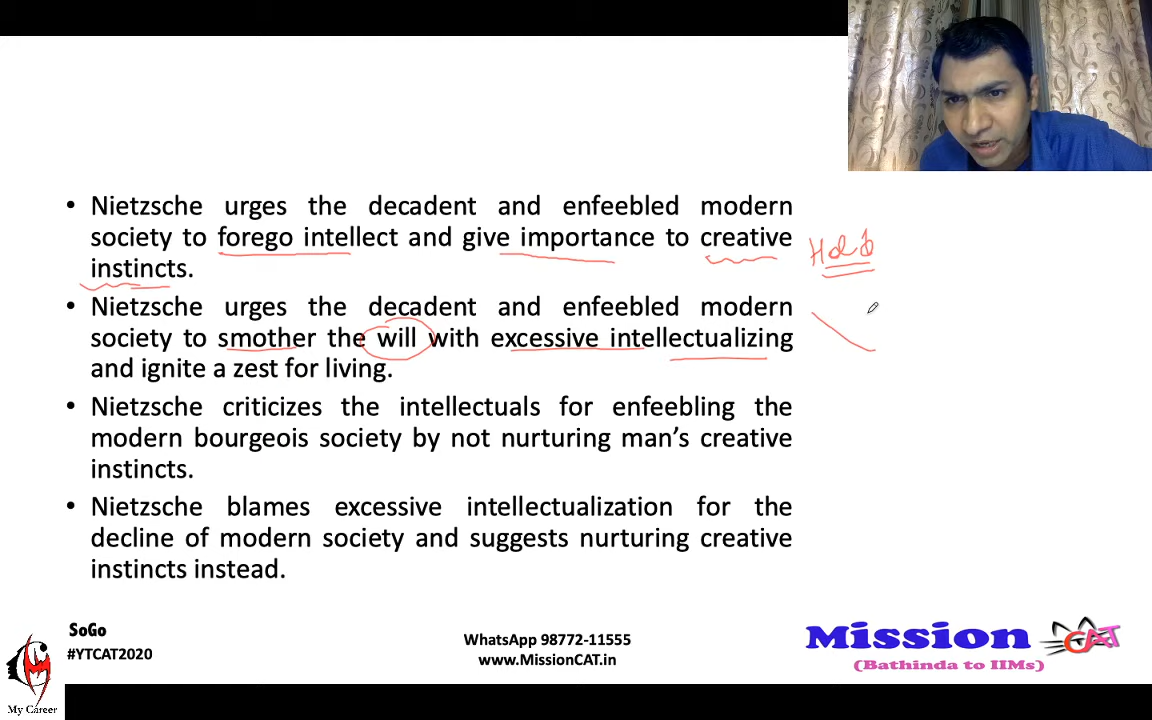 • Nietzsche urges the decadent and enfeebled modern
society to forego intellect and give importance to creative
instincts.
Hold
• Nietzsche urges the decadent and enfeebled modern
society to smother the will with excessive intellectualizing
and ignite a zest for living.
• Nietzsche criticizes the intellectuals for enfeebling the
modern bourgeois society by not nurturing man's creative
instincts.
• Nietzsche blames excessive intellectualization for the
decline of modern society and suggests nurturing creative
instincts instead.
SoGo
#YTCAT2020
My Career
WhatsApp 98772-11555
www.MissionCAT.in
Mission CAT
(Bathinda to IIMs)